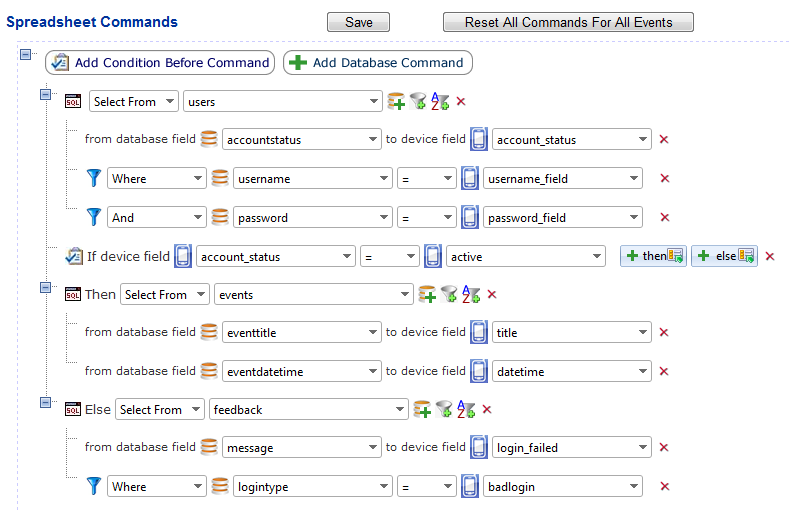 Spreadsheet Commands Save Reset All Commands For All Events
Add Condition Before Command Add Database Command
SQL Select From users AZ
from database field accountstatus to device field account_status
Where username = username_field
And password = password_field
If device field account_status = active then else
SQL Then Select From events AZ
from database field eventtitle to device field title
from database field eventdatetime to device field datetime
SQL Else Select From feedback AZ
from database field message to device field login_failed
Where logintype = badlogin